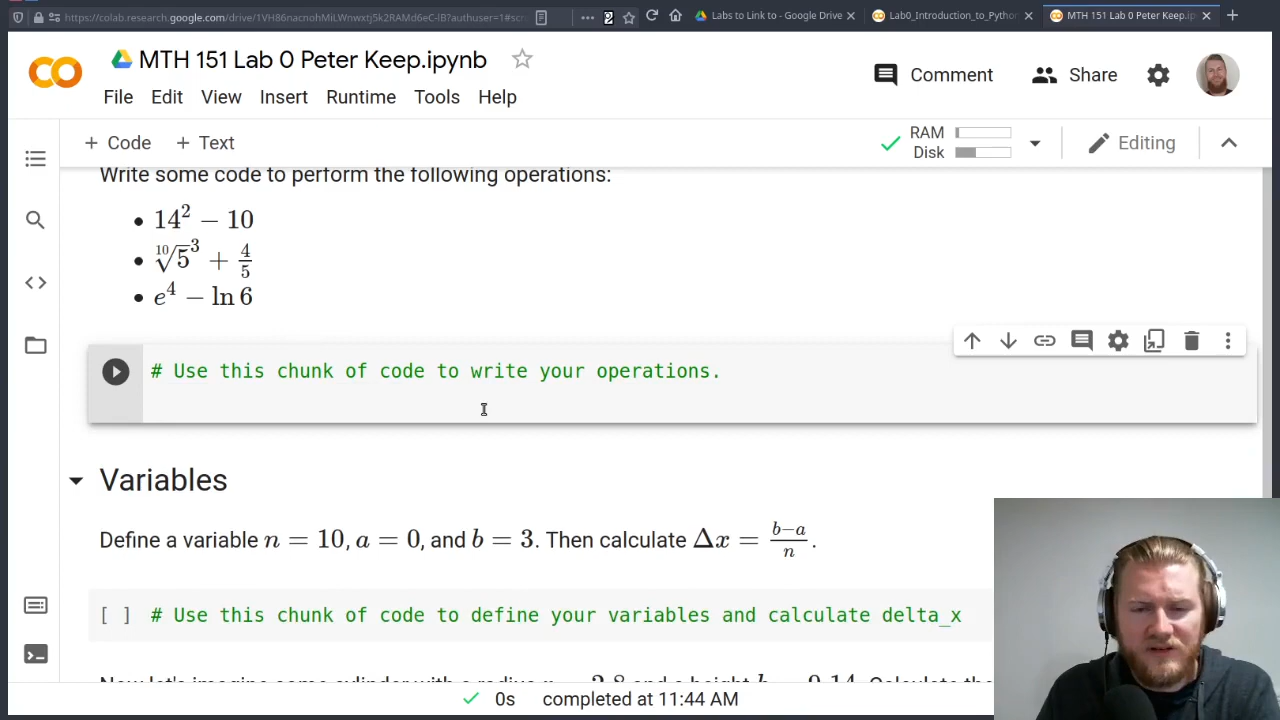 https://colab.research.google.com/drive/1VH86nacnohMiLWnwxtj5k2RAMd6eC-lB?authuser=1#scr
Labs to Link to - Google Drive
Lab0_Introduction_to_Python
MTH 151 Lab 0 Peter Keep.ip
MTH 151 Lab 0 Peter Keep.ipynb
Comment
Share
File Edit View Insert Runtime Tools Help
+ Code + Text
RAM
Disk
Editing
Write some code to perform the following operations:
• 14² − 10
• ¹⁰√5³ + 4/5
• e⁴ − ln 6
# Use this chunk of code to write your operations.
Variables
Define a variable n = 10, a = 0, and b = 3. Then calculate Δx = (b−a)/n.
[ ] # Use this chunk of code to define your variables and calculate delta_x
0s completed at 11:44 AM